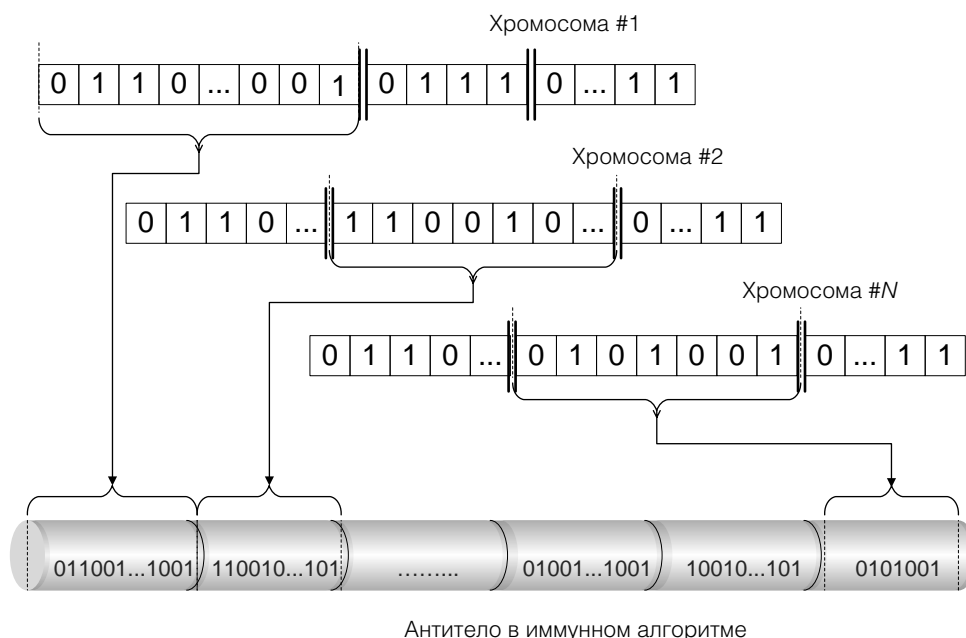 Хромосома #1
0 1 1 0 ... 0 0 1 0 1 1 1 0 ... 1 1
Хромосома #2
0 1 1 0 ... 1 1 0 0 1 0 ... 0 ... 1 1
Хромосома #N
0 1 1 0 ... 0 1 0 1 0 0 1 0 ... 1 1
011001...1001 110010...101 ........ 01001...1001 10010...101 0101001
Антитело в иммунном алгоритме